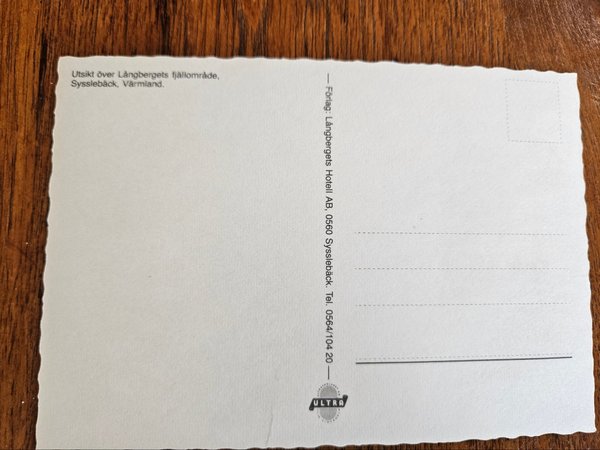 Utsikt över Långbergets fjällområde,
Sysslebäck, Värmland.
— Förlag: Långbergets Hotell AB, 0560 Sysslebäck. Tel. 0564/104 20 —
ULTRA